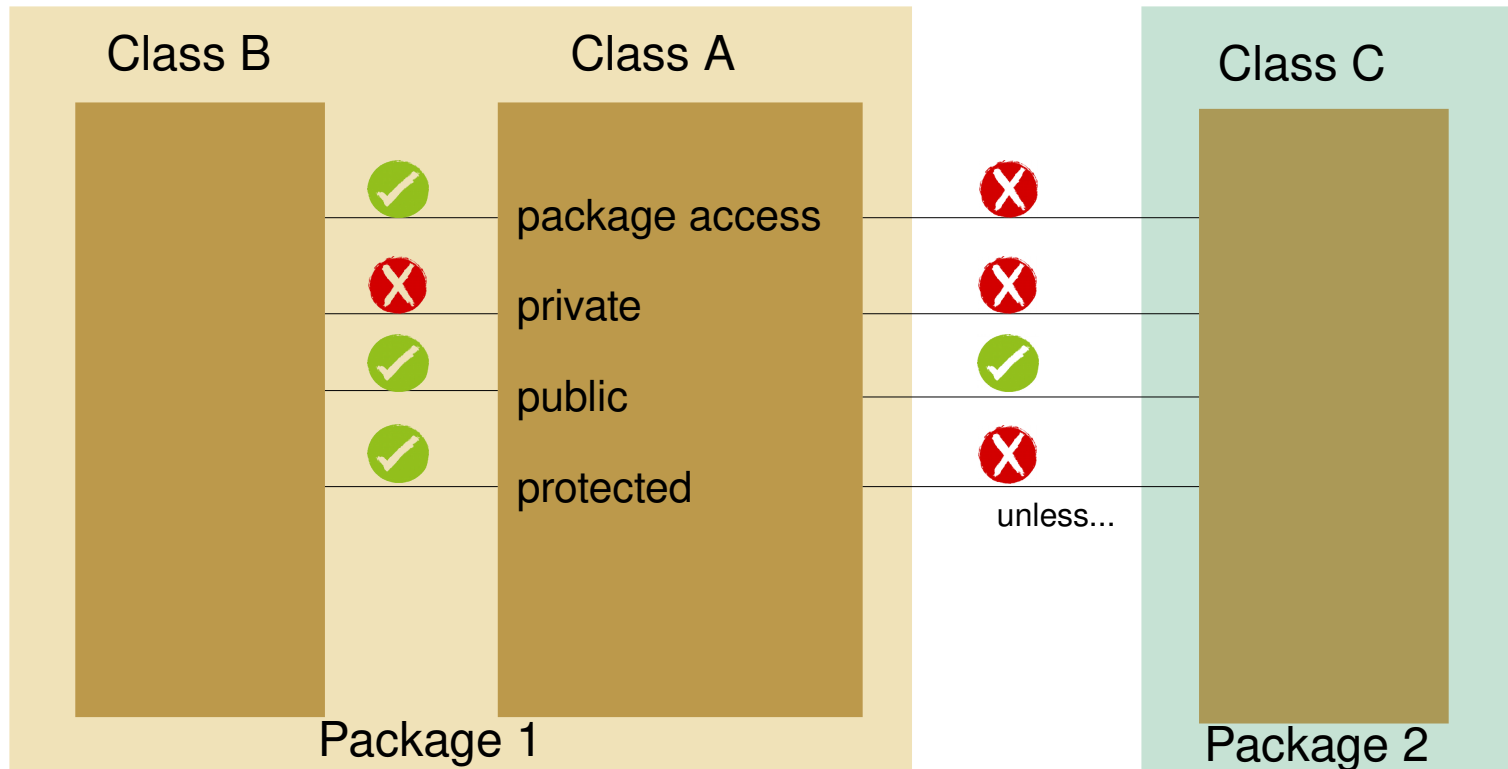 Class B
Class A
Class C
package access
private
public
protected
unless...
Package 1
Package 2